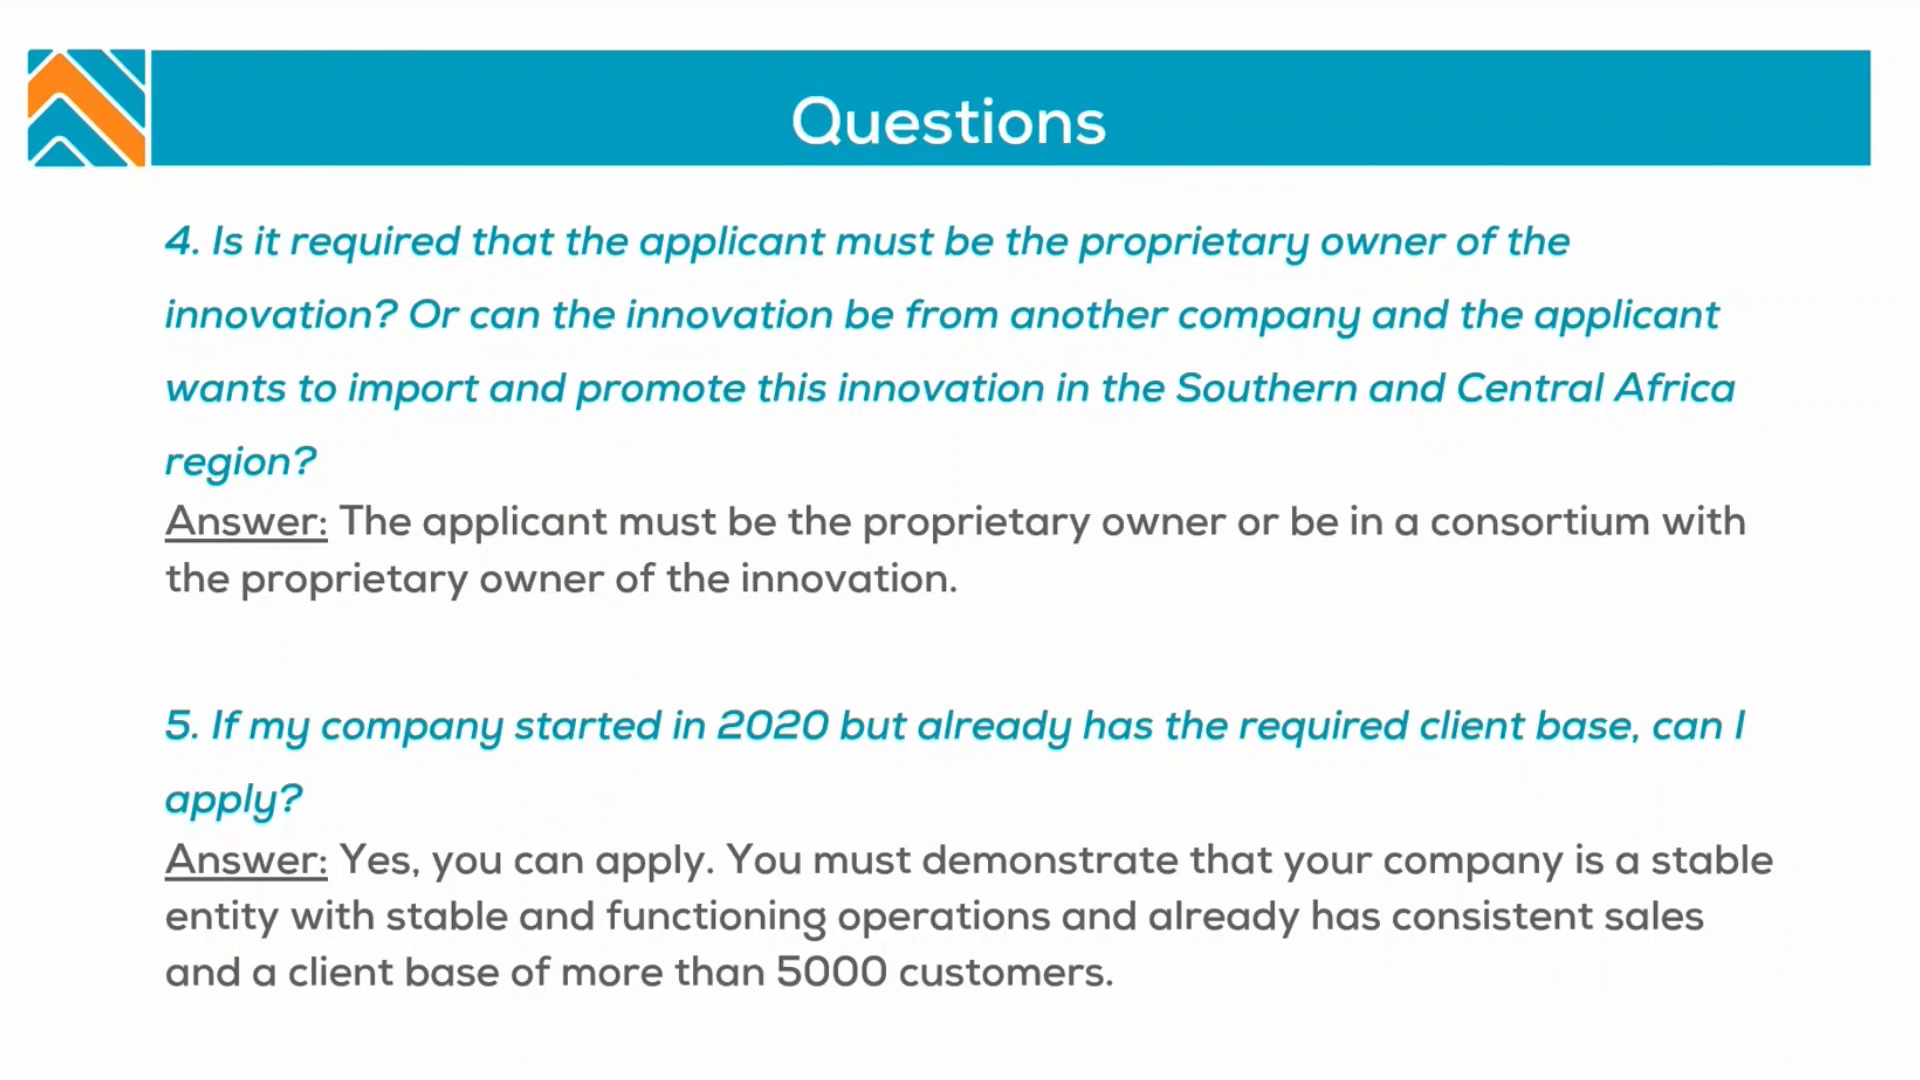 Questions
4. Is it required that the applicant must be the proprietary owner of the
innovation? Or can the innovation be from another company and the applicant
wants to import and promote this innovation in the Southern and Central Africa
region?
Answer: The applicant must be the proprietary owner or be in a consortium with
the proprietary owner of the innovation.
5. If my company started in 2020 but already has the required client base, can I
apply?
Answer: Yes, you can apply. You must demonstrate that your company is a stable
entity with stable and functioning operations and already has consistent sales
and a client base of more than 5000 customers.